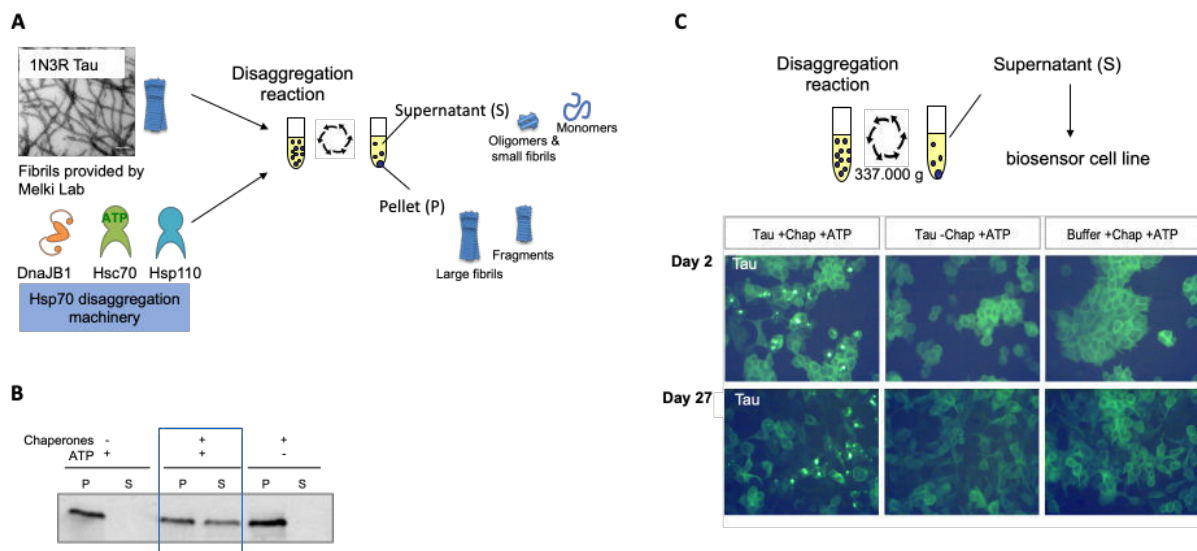 A
1N3R Tau
Fibrils provided by
Melki Lab
ATP
DnaJB1 Hsc70 Hsp110
Hsp70 disaggregation
machinery
Disaggregation
reaction
Supernatant (S)
Oligomers &
small fibrils
Monomers
Pellet (P)
Large fibrils
Fragments
B
Chaperones - + +
ATP + + -
P S P S P S
C
Disaggregation
reaction
337.000 g
Supernatant (S)
biosensor cell line
Tau +Chap +ATP Tau -Chap +ATP Buffer +Chap +ATP
Day 2
Tau
Day 27
Tau